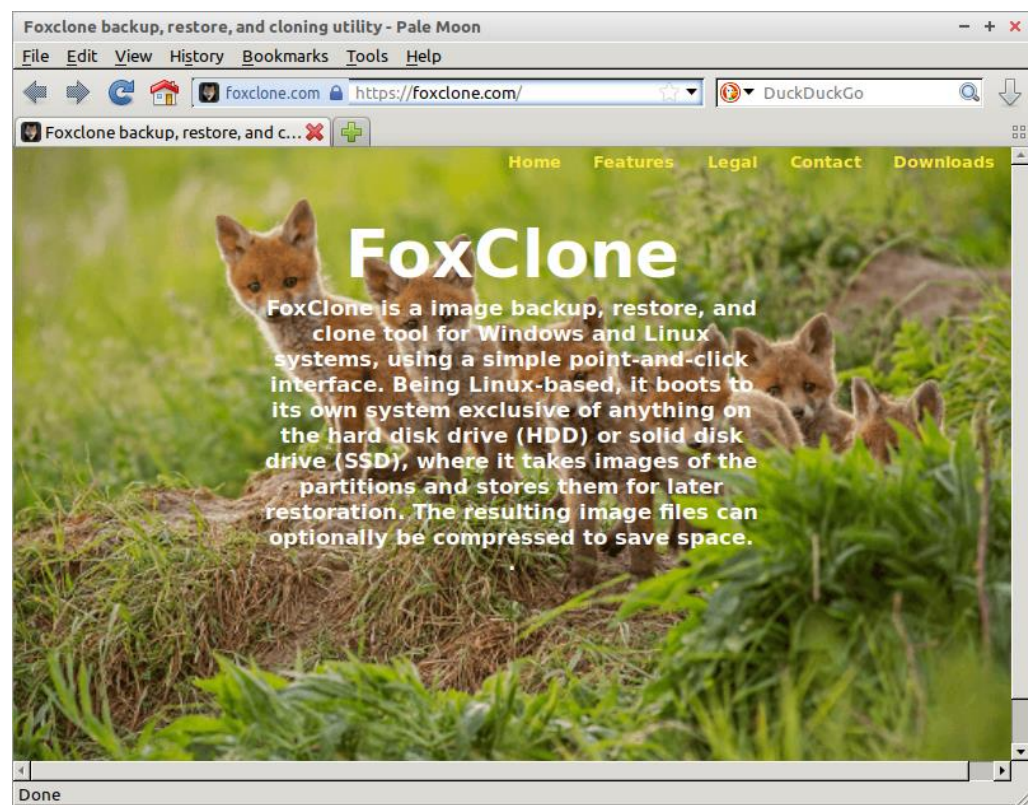 Foxclone backup, restore, and cloning utility - Pale Moon
File Edit View History Bookmarks Tools Help
foxclone.com https://foxclone.com/ DuckDuckGo
Foxclone backup, restore, and c...
Home Features Legal Contact Downloads
FoxClone
FoxClone is a image backup, restore, and
clone tool for Windows and Linux
systems, using a simple point-and-click
interface. Being Linux-based, it boots to
its own system exclusive of anything on
the hard disk drive (HDD) or solid disk
drive (SSD), where it takes images of the
partitions and stores them for later
restoration. The resulting image files can
optionally be compressed to save space.
.
Done